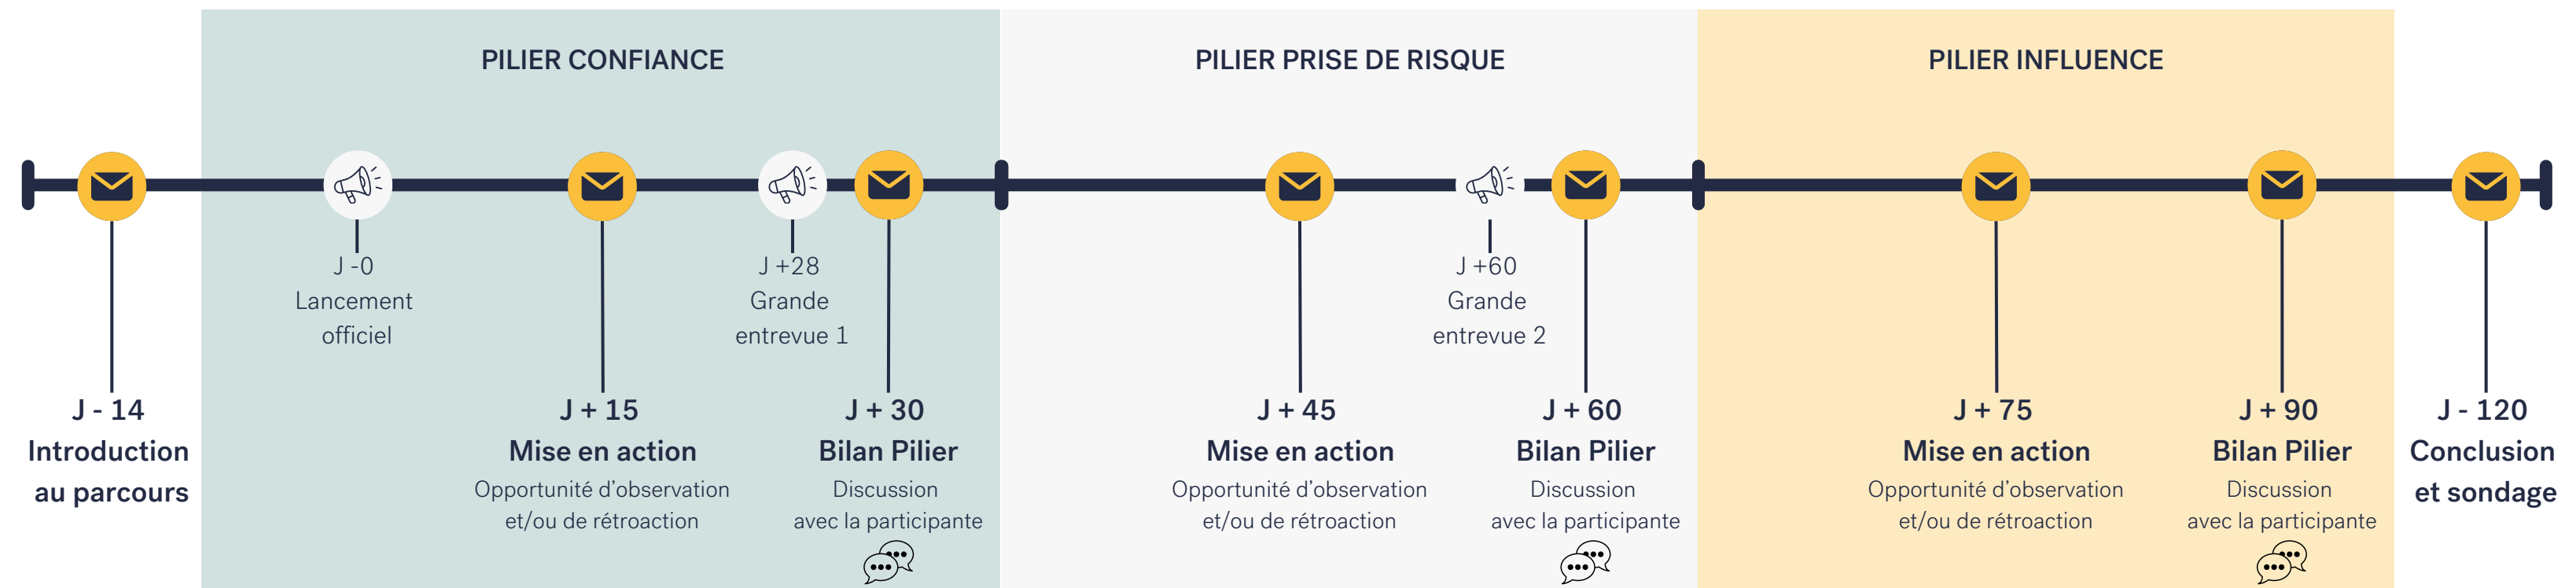 PILIER CONFIANCE
PILIER PRISE DE RISQUE
PILIER INFLUENCE
J -0
Lancement
officiel
J +28
Grande
entrevue 1
J +60
Grande
entrevue 2
J - 14
Introduction
au parcours
J + 15
Mise en action
Opportunité d’observation
et/ou de rétroaction
J + 30
Bilan Pilier
Discussion
avec la participante
J + 45
Mise en action
Opportunité d’observation
et/ou de rétroaction
J + 60
Bilan Pilier
Discussion
avec la participante
J + 75
Mise en action
Opportunité d’observation
et/ou de rétroaction
J + 90
Bilan Pilier
Discussion
avec la participante
J - 120
Conclusion
et sondage